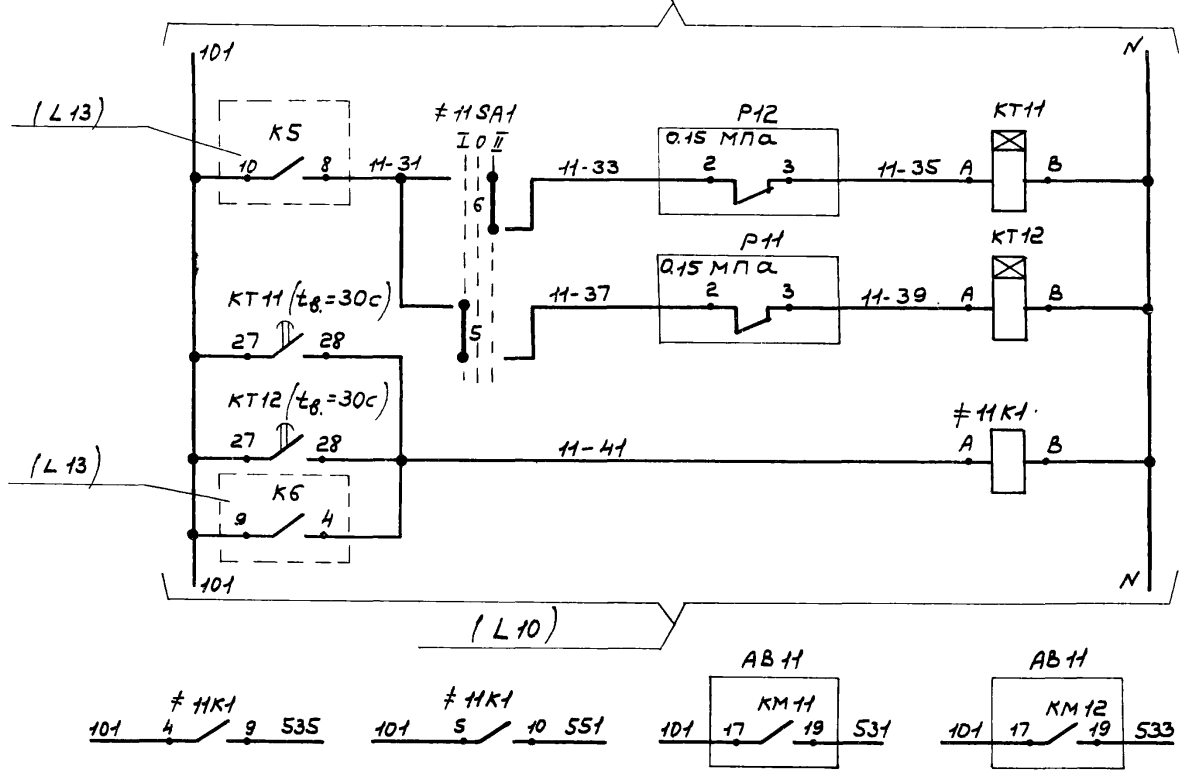 101 N
(L13)
K5
≠ 11SA1
I 0 II
P12
0.15 МПа
KT11
10 8 11-31
6
11-33 2 3 11-35 A B
P11
0.15 МПа
KT12
KT11 (tв.=30с)
5
11-37 2 3 11-39 A B
27 28
KT12 (tв.=30с)
≠ 11K1
27 28 11-41 A B
(L13)
K6
9 4
101 N
(L10)
AB11 AB11
≠ 11K1 ≠ 11K1 KM11 KM12
101 4 9 535 101 5 10 551 101 17 19 531 101 17 19 533